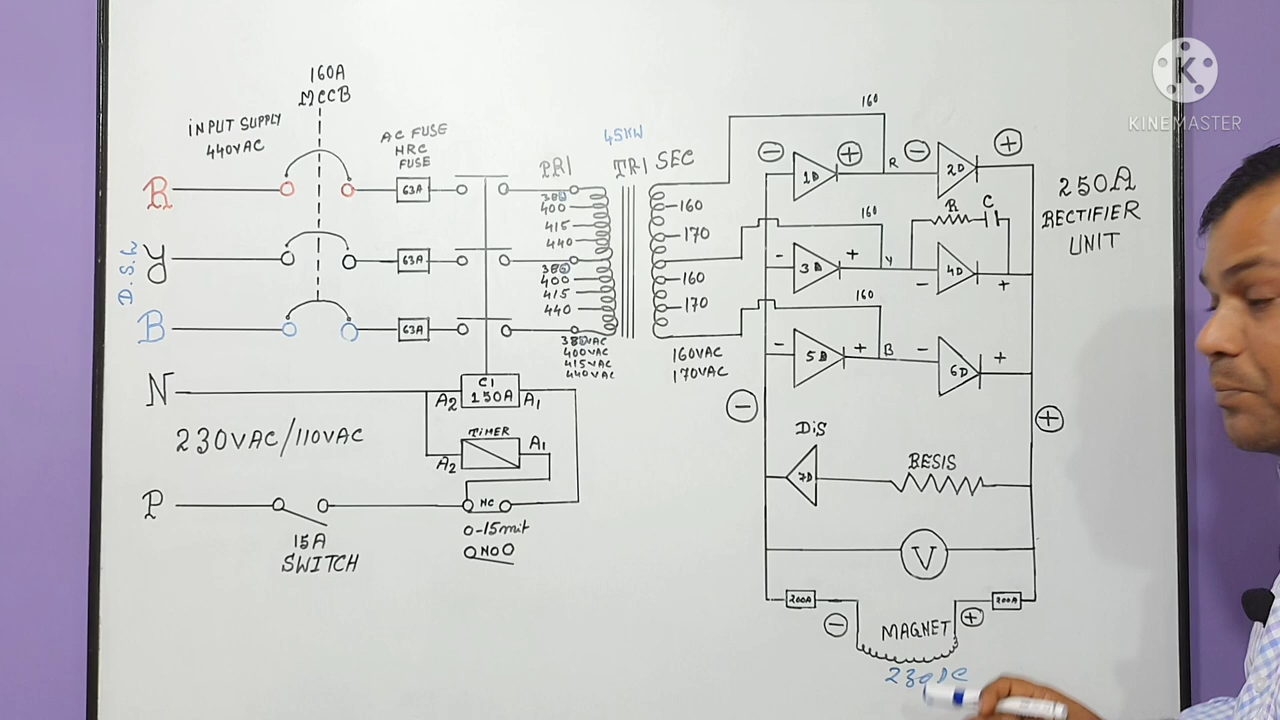 160A
MCCB
INPUT SUPPLY
440VAC
AC FUSE
HRC
FUSE
45KW
PRI
TR1
SEC
D.S.W
R
63A
Y
63A
B
63A
N
230VAC/110VAC
P
15A
SWITCH
380
400
415
440
380
400
415
440
380VAC
400VAC
415VAC
440VAC
C1
150A
A2
A1
TIMER
A2
A1
NC
0-15mit
NO
160
170
160
170
160VAC
170VAC
160
- 1D + R - 2D +
160
R C
- 3D + Y - 4D +
160
- 5D + B - 6D +
- +
DiS
7D
RESIS
V
200A
200A
- +
MAGNET
230DC
250A
RECTIFIER
UNIT
K
KINEMASTER